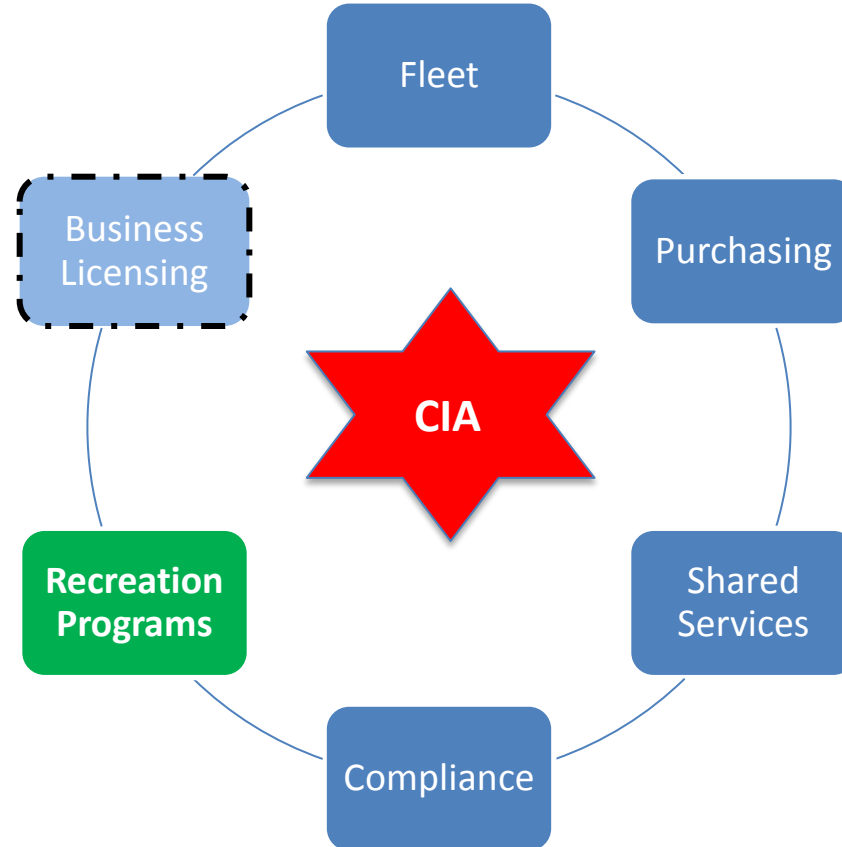 Fleet
Business
Licensing
Purchasing
CIA
Recreation
Programs
Shared
Services
Compliance